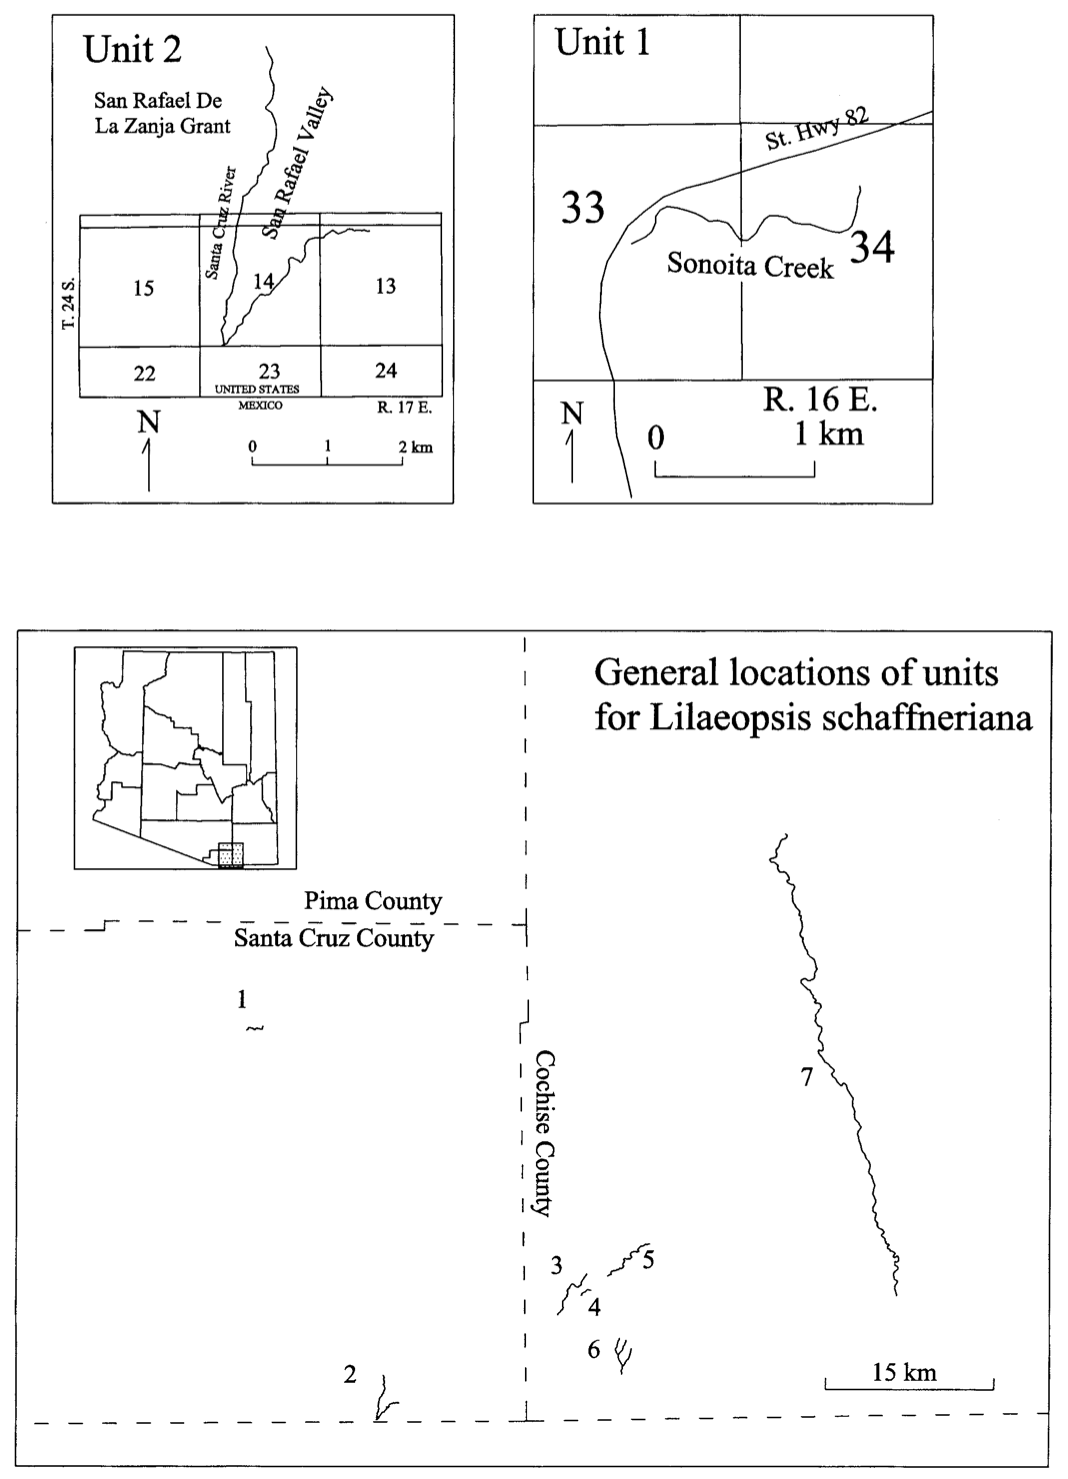 Unit 2
San Rafael De
La Zanja Grant
Santa Cruz River
San Rafael Valley
T. 24 S.
15
14
13
22
23
24
UNITED STATES
MEXICO
R. 17 E.
N
0
1
2 km
Unit 1
St. Hwy 82
33
34
Sonoita Creek
R. 16 E.
N
0
1 km
General locations of units
for Lilaeopsis schaffneriana
Pima County
Santa Cruz County
1
Cochise County
7
3
5
4
6
2
15 km